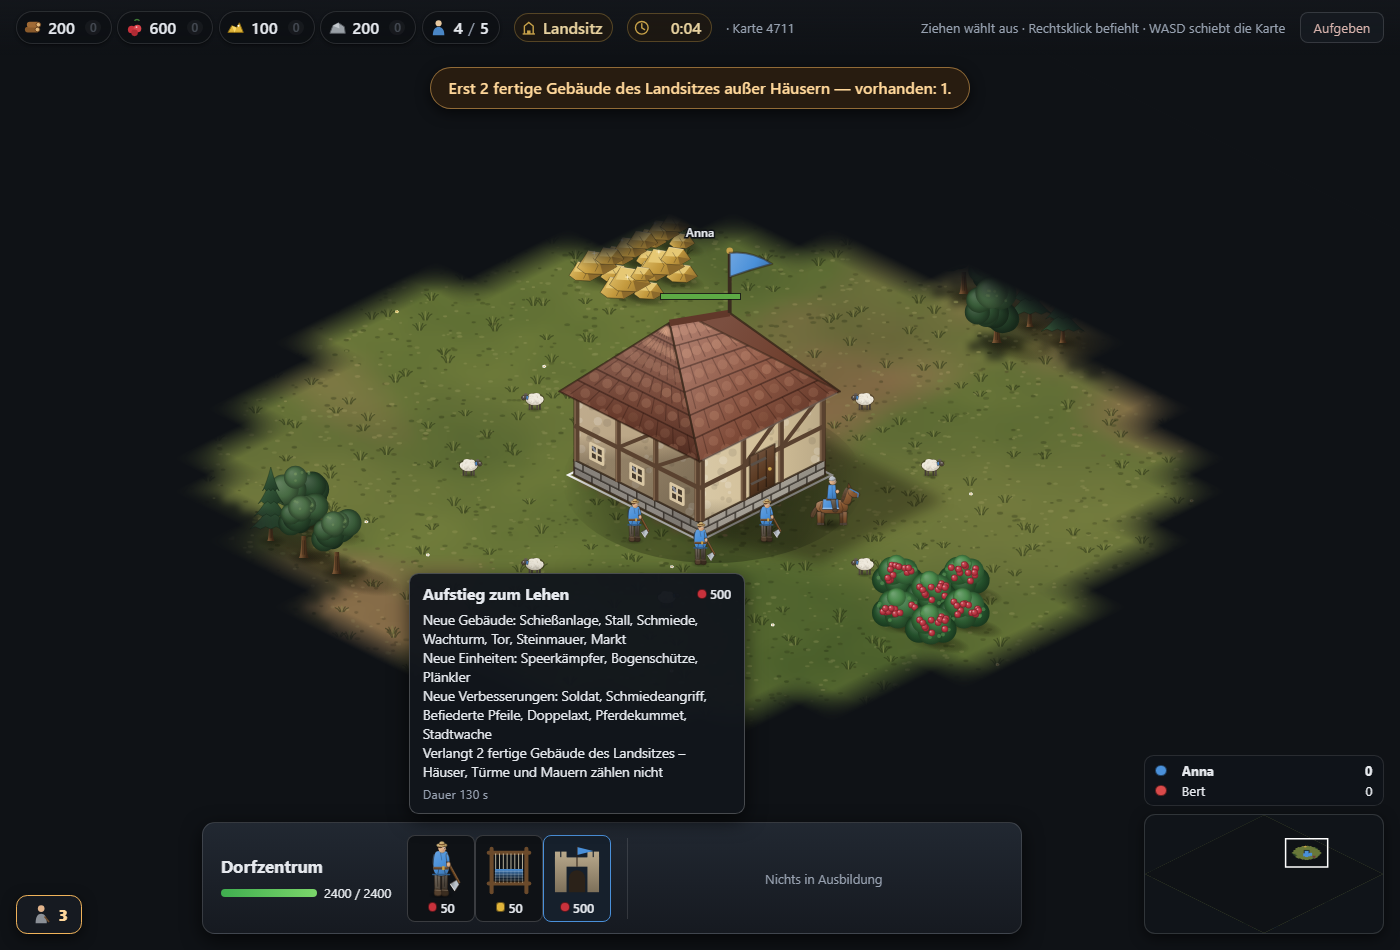 200 0 600 0 100 0 200 0 4 / 5 Landsitz 0:04 · Karte 4711 Ziehen wählt aus · Rechtsklick befiehlt · WASD schiebt die Karte Aufgeben
Erst 2 fertige Gebäude des Landsitzes außer Häusern — vorhanden: 1.
Anna
Aufstieg zum Lehen 500
Neue Gebäude: Schießanlage, Stall, Schmiede,
Wachturm, Tor, Steinmauer, Markt
Neue Einheiten: Speerkämpfer, Bogenschütze,
Plänkler
Neue Verbesserungen: Soldat, Schmiedeangriff,
Befiederte Pfeile, Doppelaxt, Pferdekummet,
Stadtwache
Verlangt 2 fertige Gebäude des Landsitzes –
Häuser, Türme und Mauern zählen nicht
Dauer 130 s
Anna 0
Bert 0
Dorfzentrum
2400 / 2400
50 50 500
Nichts in Ausbildung
3